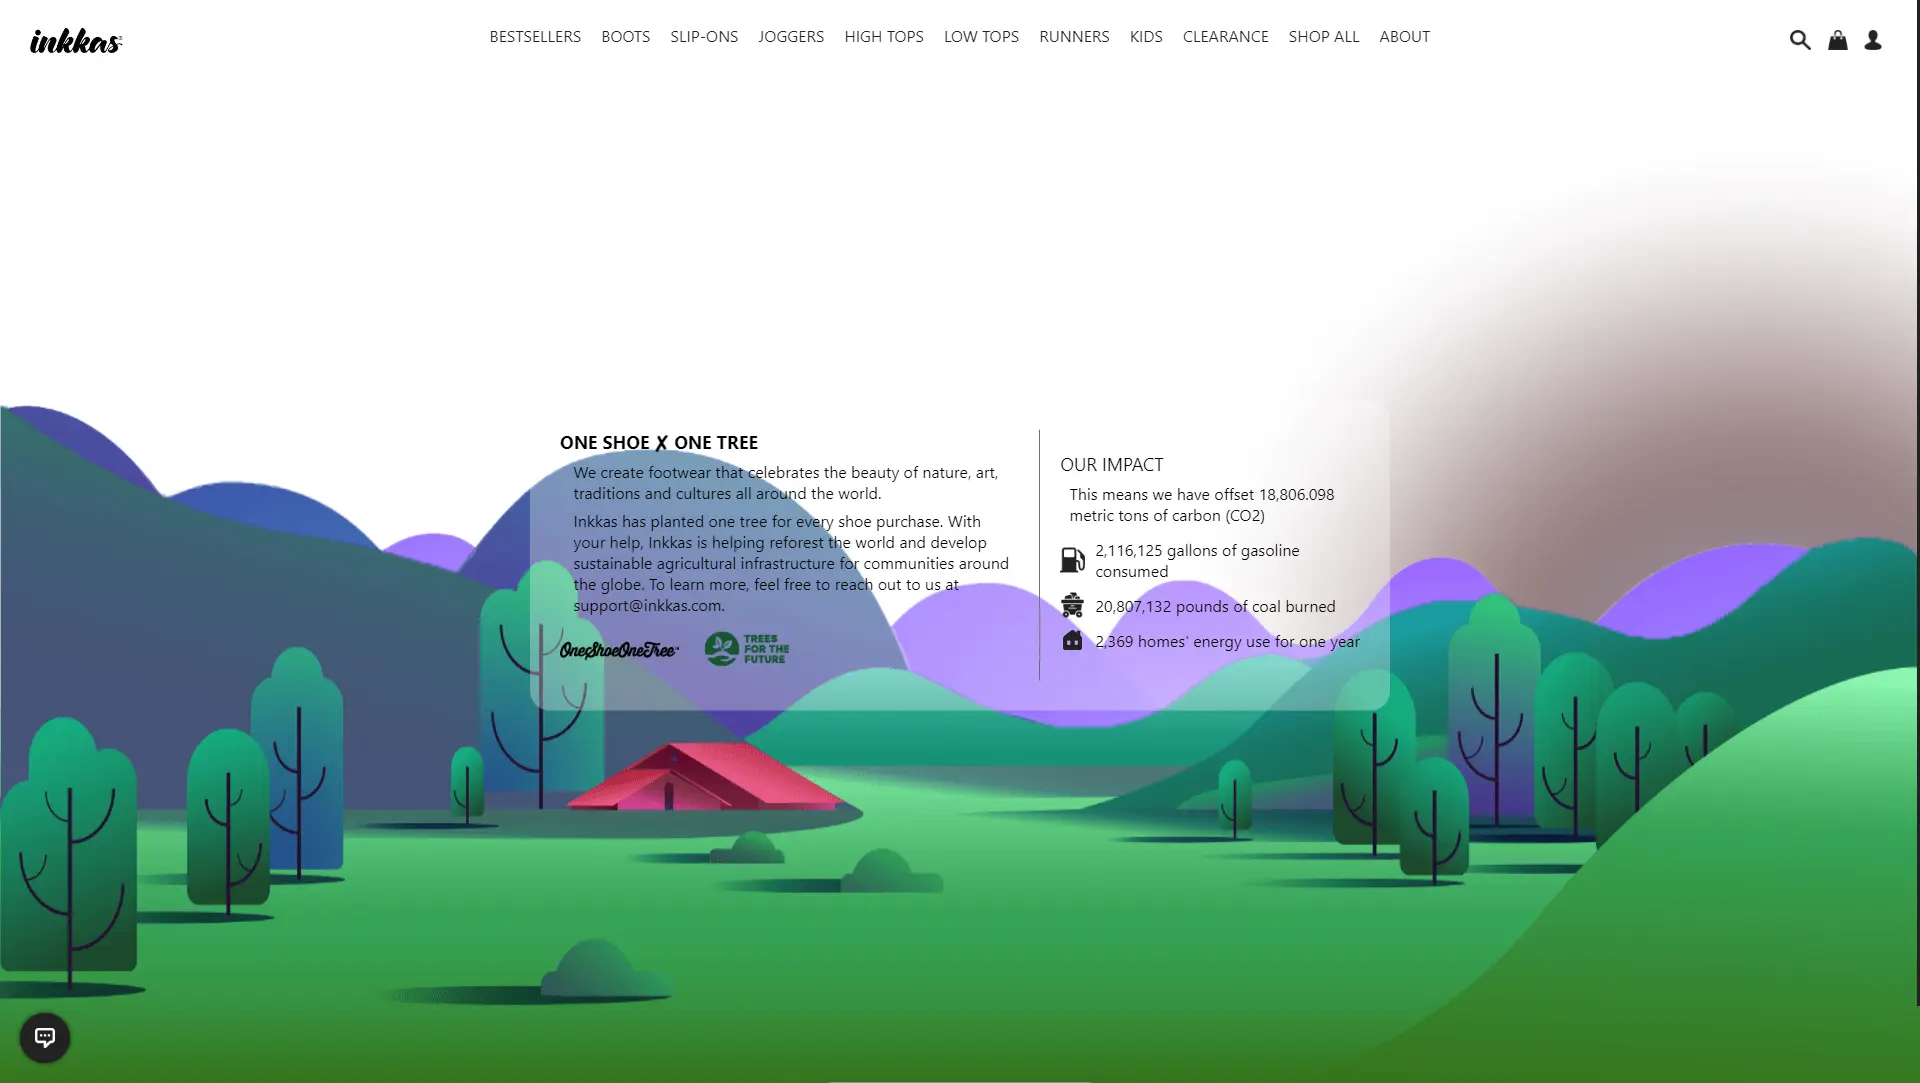 inkkas
BESTSELLERS BOOTS SLIP-ONS JOGGERS HIGH TOPS LOW TOPS RUNNERS KIDS CLEARANCE SHOP ALL ABOUT
ONE SHOE X ONE TREE
We create footwear that celebrates the beauty of nature, art,
traditions and cultures all around the world.
Inkkas has planted one tree for every shoe purchase. With
your help, Inkkas is helping reforest the world and develop
sustainable agricultural infrastructure for communities around
the globe. To learn more, feel free to reach out to us at
support@inkkas.com.
OneShoeOneTree™
TREES
FOR THE
FUTURE
OUR IMPACT
This means we have offset 18,806.098
metric tons of carbon (CO2)
2,116,125 gallons of gasoline
consumed
20,807,132 pounds of coal burned
2,369 homes' energy use for one year